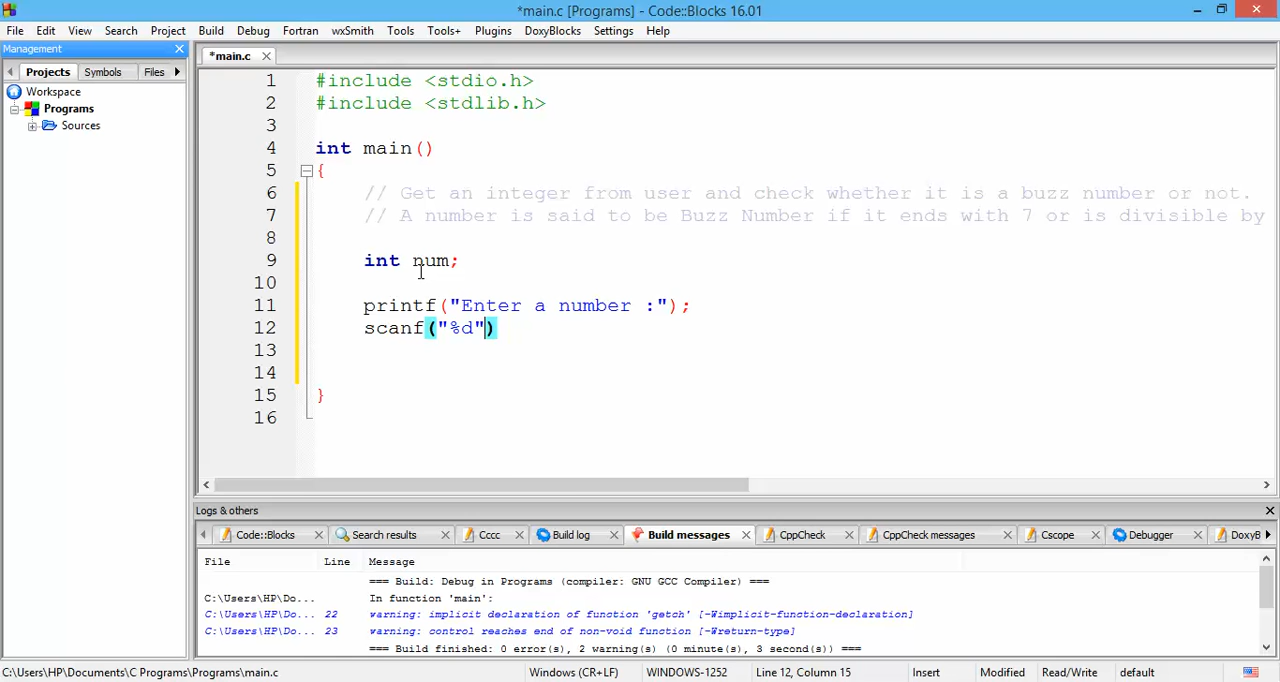 *main.c [Programs] - Code::Blocks 16.01
File Edit View Search Project Build Debug Fortran wxSmith Tools Tools+ Plugins DoxyBlocks Settings Help
Management
*main.c
Projects Symbols Files
Workspace
Programs
Sources
1 #include <stdio.h>
2 #include <stdlib.h>
3
4 int main()
5 {
6 // Get an integer from user and check whether it is a buzz number or not.
7 // A number is said to be Buzz Number if it ends with 7 or is divisible by
8
9 int num;
10
11 printf("Enter a number :");
12 scanf("%d")
13
14
15 }
16
Logs & others
Code::Blocks Search results Cccc Build log Build messages CppCheck CppCheck messages Cscope Debugger DoxyB
File Line Message
=== Build: Debug in Programs (compiler: GNU GCC Compiler) ===
C:\Users\HP\Do... In function 'main':
C:\Users\HP\Do... 22 warning: implicit declaration of function 'getch' [-Wimplicit-function-declaration]
C:\Users\HP\Do... 23 warning: control reaches end of non-void function [-Wreturn-type]
=== Build finished: 0 error(s), 2 warning(s) (0 minute(s), 3 second(s)) ===
C:\Users\HP\Documents\C Programs\Programs\main.c Windows (CR+LF) WINDOWS-1252 Line 12, Column 15 Insert Modified Read/Write default